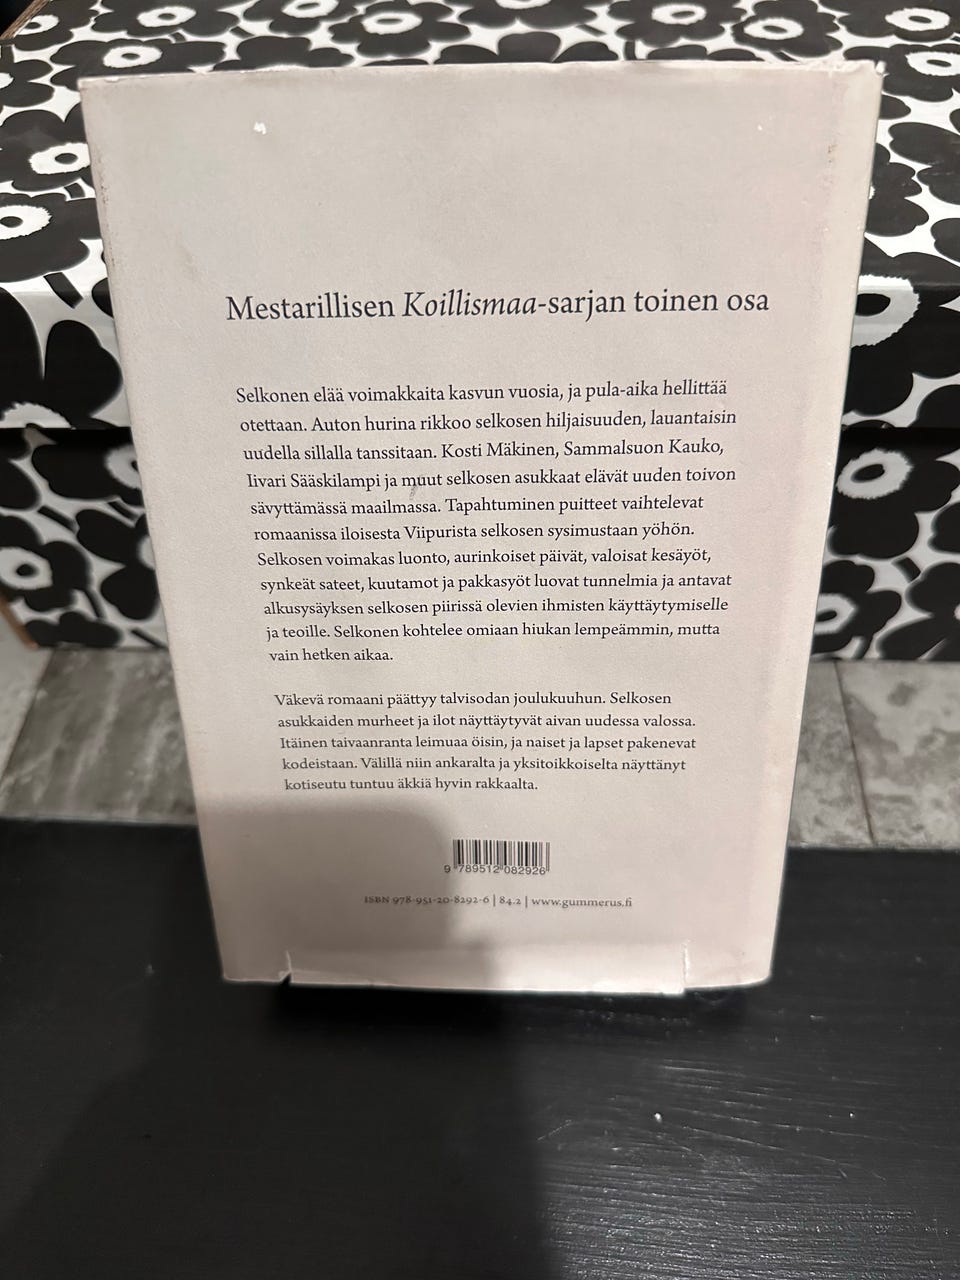 Mestarillisen Koillismaa-sarjan toinen osa
Selkonen elää voimakkaita kasvun vuosia, ja pula-aika hellittää
otettaan. Auton hurina rikkoo selkosen hiljaisuuden, lauantaisin
uudella sillalla tanssitaan. Kosti Mäkinen, Sammalsuon Kauko,
Iivari Sääskilampi ja muut selkosen asukkaat elävät uuden toivon
sävyttämässä maailmassa. Tapahtuminen puitteet vaihtelevat
romaanissa iloisesta Viipurista selkosen sysimustaan yöhön.
Selkosen voimakas luonto, aurinkoiset päivät, valoisat kesäyöt,
synkeät sateet, kuutamot ja pakkasyöt luovat tunnelmia ja antavat
alkusysäyksen selkosen piirissä olevien ihmisten käyttäytymiselle
ja teoille. Selkonen kohtelee omiaan hiukan lempeämmin, mutta
vain hetken aikaa.
Väkevä romaani päättyy talvisodan joulukuuhun. Selkosen
asukkaiden murheet ja ilot näyttäytyvät aivan uudessa valossa.
Itäinen taivaanranta leimuaa öisin, ja naiset ja lapset pakenevat
kodeistaan. Välillä niin ankaralta ja yksitoikkoiselta näyttänyt
kotiseutu tuntuu äkkiä hyvin rakkaalta.
9 789512 082926
ISBN 978-951-20-8292-6 | 84.2 | www.gummerus.fi